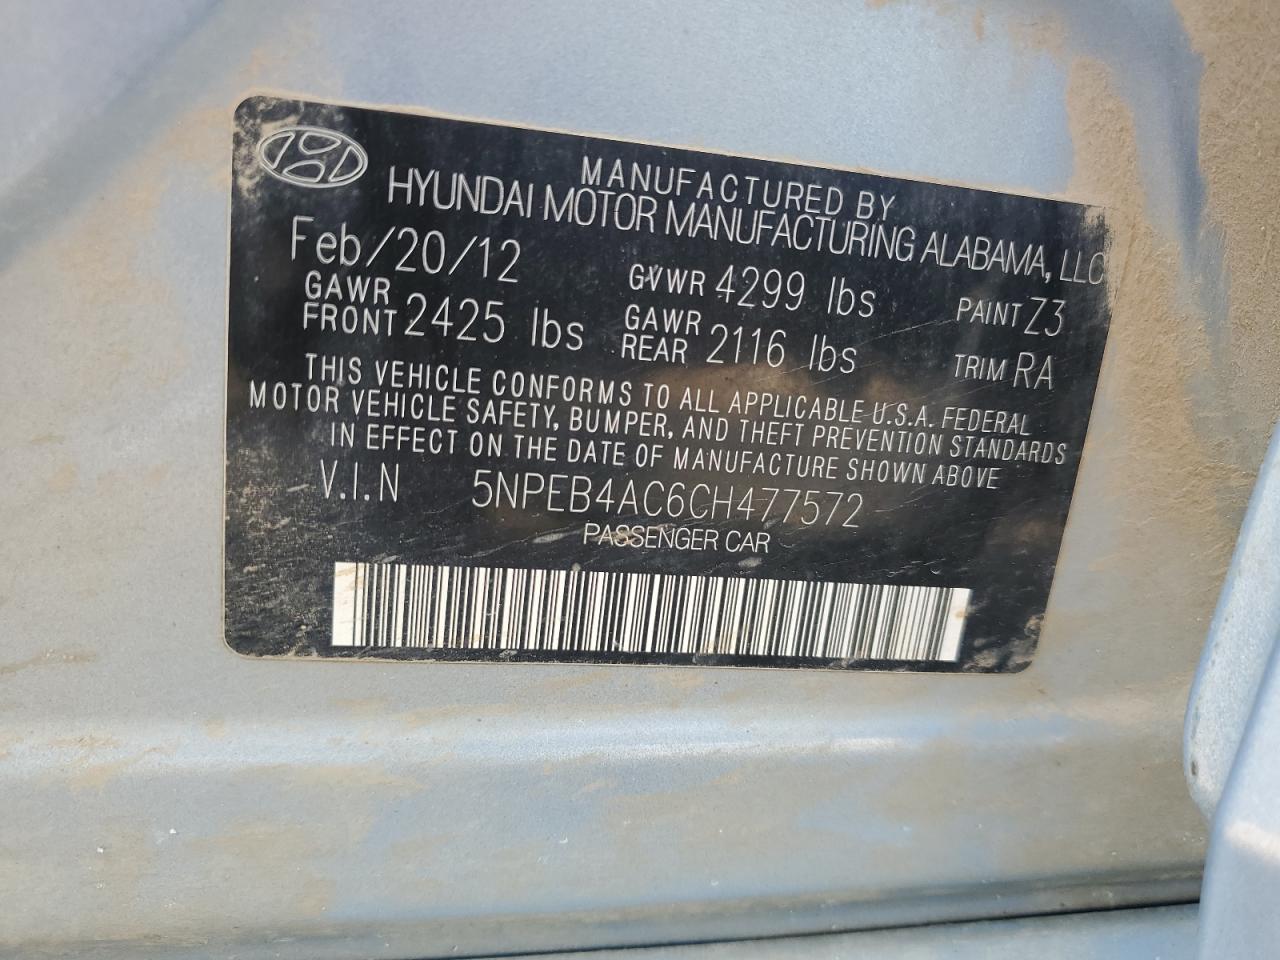 MANUFACTURED BY
HYUNDAI MOTOR MANUFACTURING ALABAMA, LLC
Feb/20/12 GVWR 4299 lbs PAINT Z3
GAWR FRONT 2425 lbs GAWR REAR 2116 lbs TRIM RA
THIS VEHICLE CONFORMS TO ALL APPLICABLE U.S.A. FEDERAL
MOTOR VEHICLE SAFETY, BUMPER, AND THEFT PREVENTION STANDARDS
IN EFFECT ON THE DATE OF MANUFACTURE SHOWN ABOVE
V.I.N 5NPEB4AC6CH477572
PASSENGER CAR